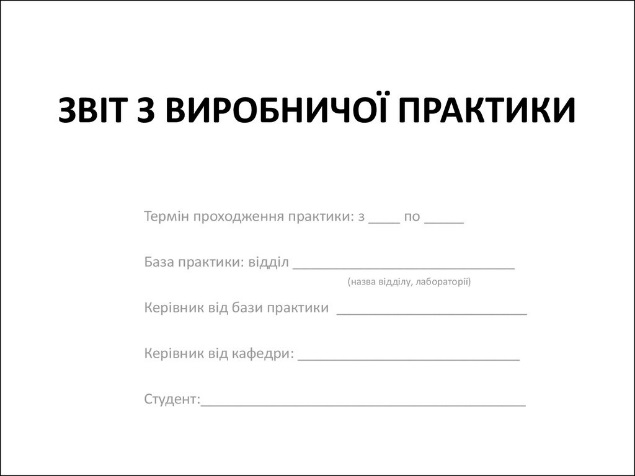 ЗВІТ З ВИРОБНИЧОЇ ПРАКТИКИ
Термін проходження практики: з ____ по _____
База практики: відділ ____________________________
(назва відділу, лабораторії)
Керівник від бази практики ________________________
Керівник від кафедри: ____________________________
Студент:_________________________________________